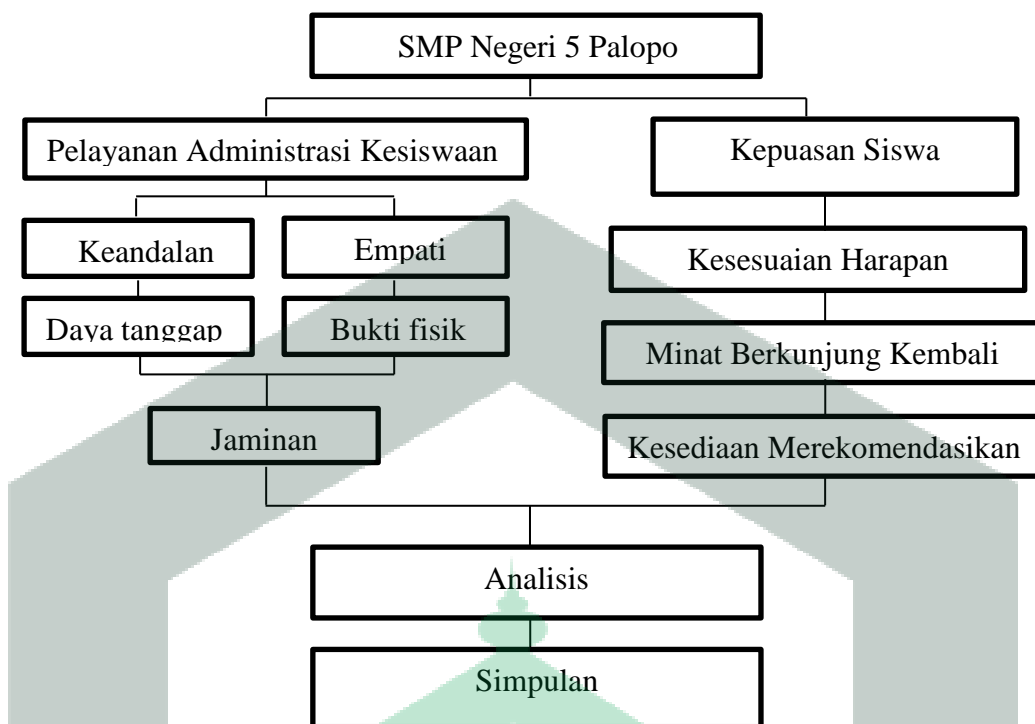 SMP Negeri 5 Palopo
Pelayanan Administrasi Kesiswaan
Kepuasan Siswa
Keandalan
Empati
Kesesuaian Harapan
Daya tanggap
Bukti fisik
Minat Berkunjung Kembali
Jaminan
Kesediaan Merekomendasikan
Analisis
Simpulan